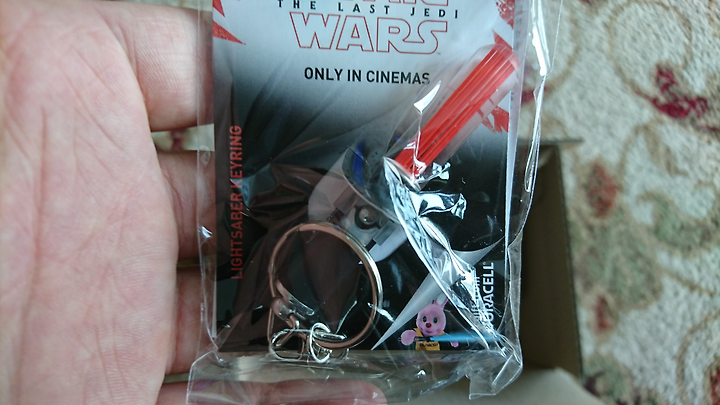 THE LAST JEDI
WARS
ONLY IN CINEMAS
LIGHTSABER KEYRING
DURACELL